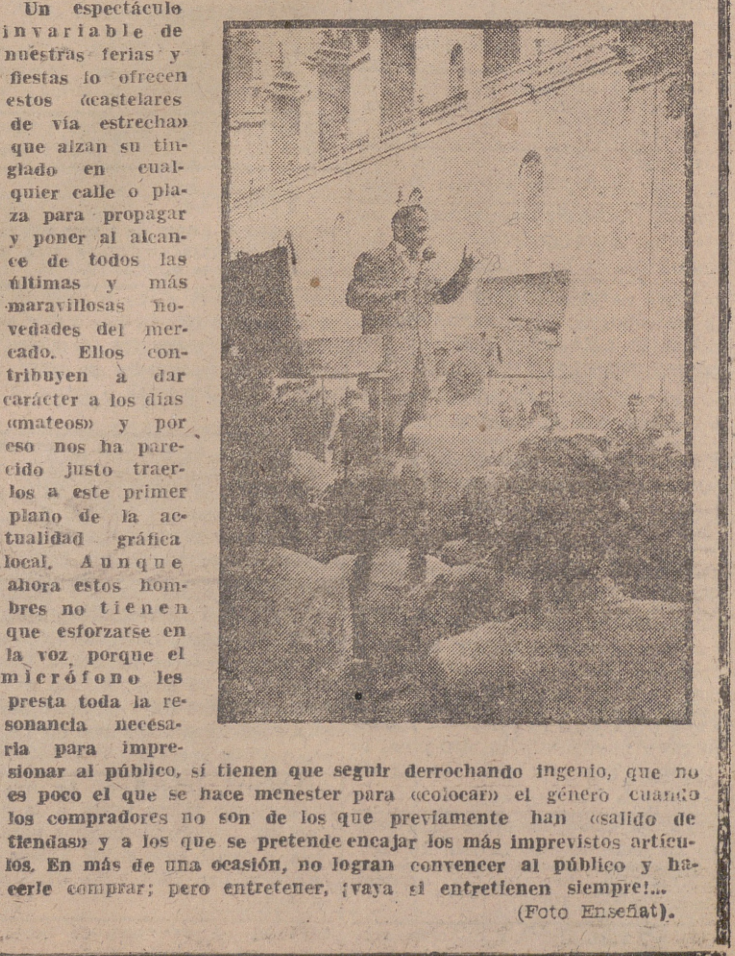 Un espectáculo
invariable de
nuestras ferias y
fiestas lo ofrecen
estos «castelares
de vía estrecha»
que alzan su tin-
glado en cual-
quier calle o pla-
za para propagar
y poner al alcan-
ce de todos las
últimas y más
maravillosas no-
vedades del mer-
cado. Ellos con-
tribuyen a dar
carácter a los días
«mateos» y por
eso nos ha pare-
cido justo traer-
los a este primer
plano de la ac-
tualidad gráfica
local. Aunque
ahora estos hom-
bres no tienen
que esforzarse en
la voz, porque el
micrófono les
presta toda la re-
sonancia necesa-
ria para impre-
sionar al público, sí tienen que seguir derrochando ingenio, que no
es poco el que se hace menester para «colocar» el género cuando
los compradores no son de los que previamente han «salido de
tiendas» y a los que se pretende encajar los más imprevistos artícu-
los. En más de una ocasión, no logran convencer al público y ha-
cerle comprar; pero entretener, ¡vaya si entretienen siempre!...
(Foto Enseñat).